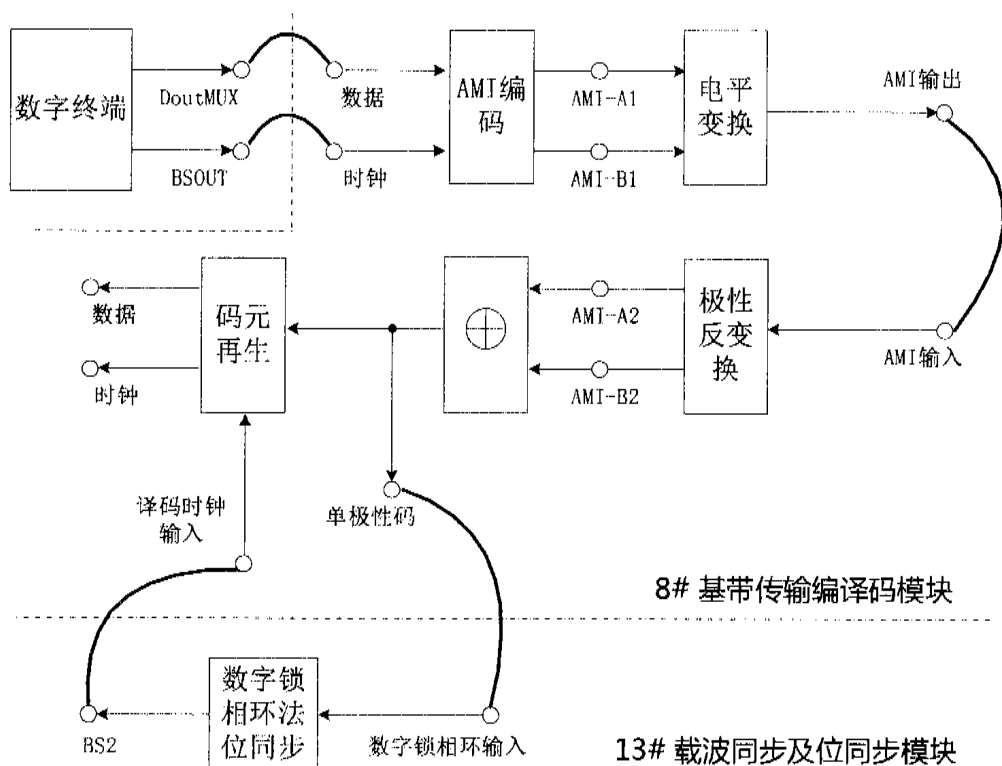 数字终端
DoutMUX
BSOUT
数据
时钟
AMI编
码
AMI-A1
AMI-B1
电平
变换
AMI输出
数据
时钟
码元
再生
AMI-A2
AMI-B2
极性
反变
换
AMI输入
译码时钟
输入
单极性码
8# 基带传输编译码模块
BS2
数字锁
相环法
位同步
数字锁相环输入
13# 载波同步及位同步模块